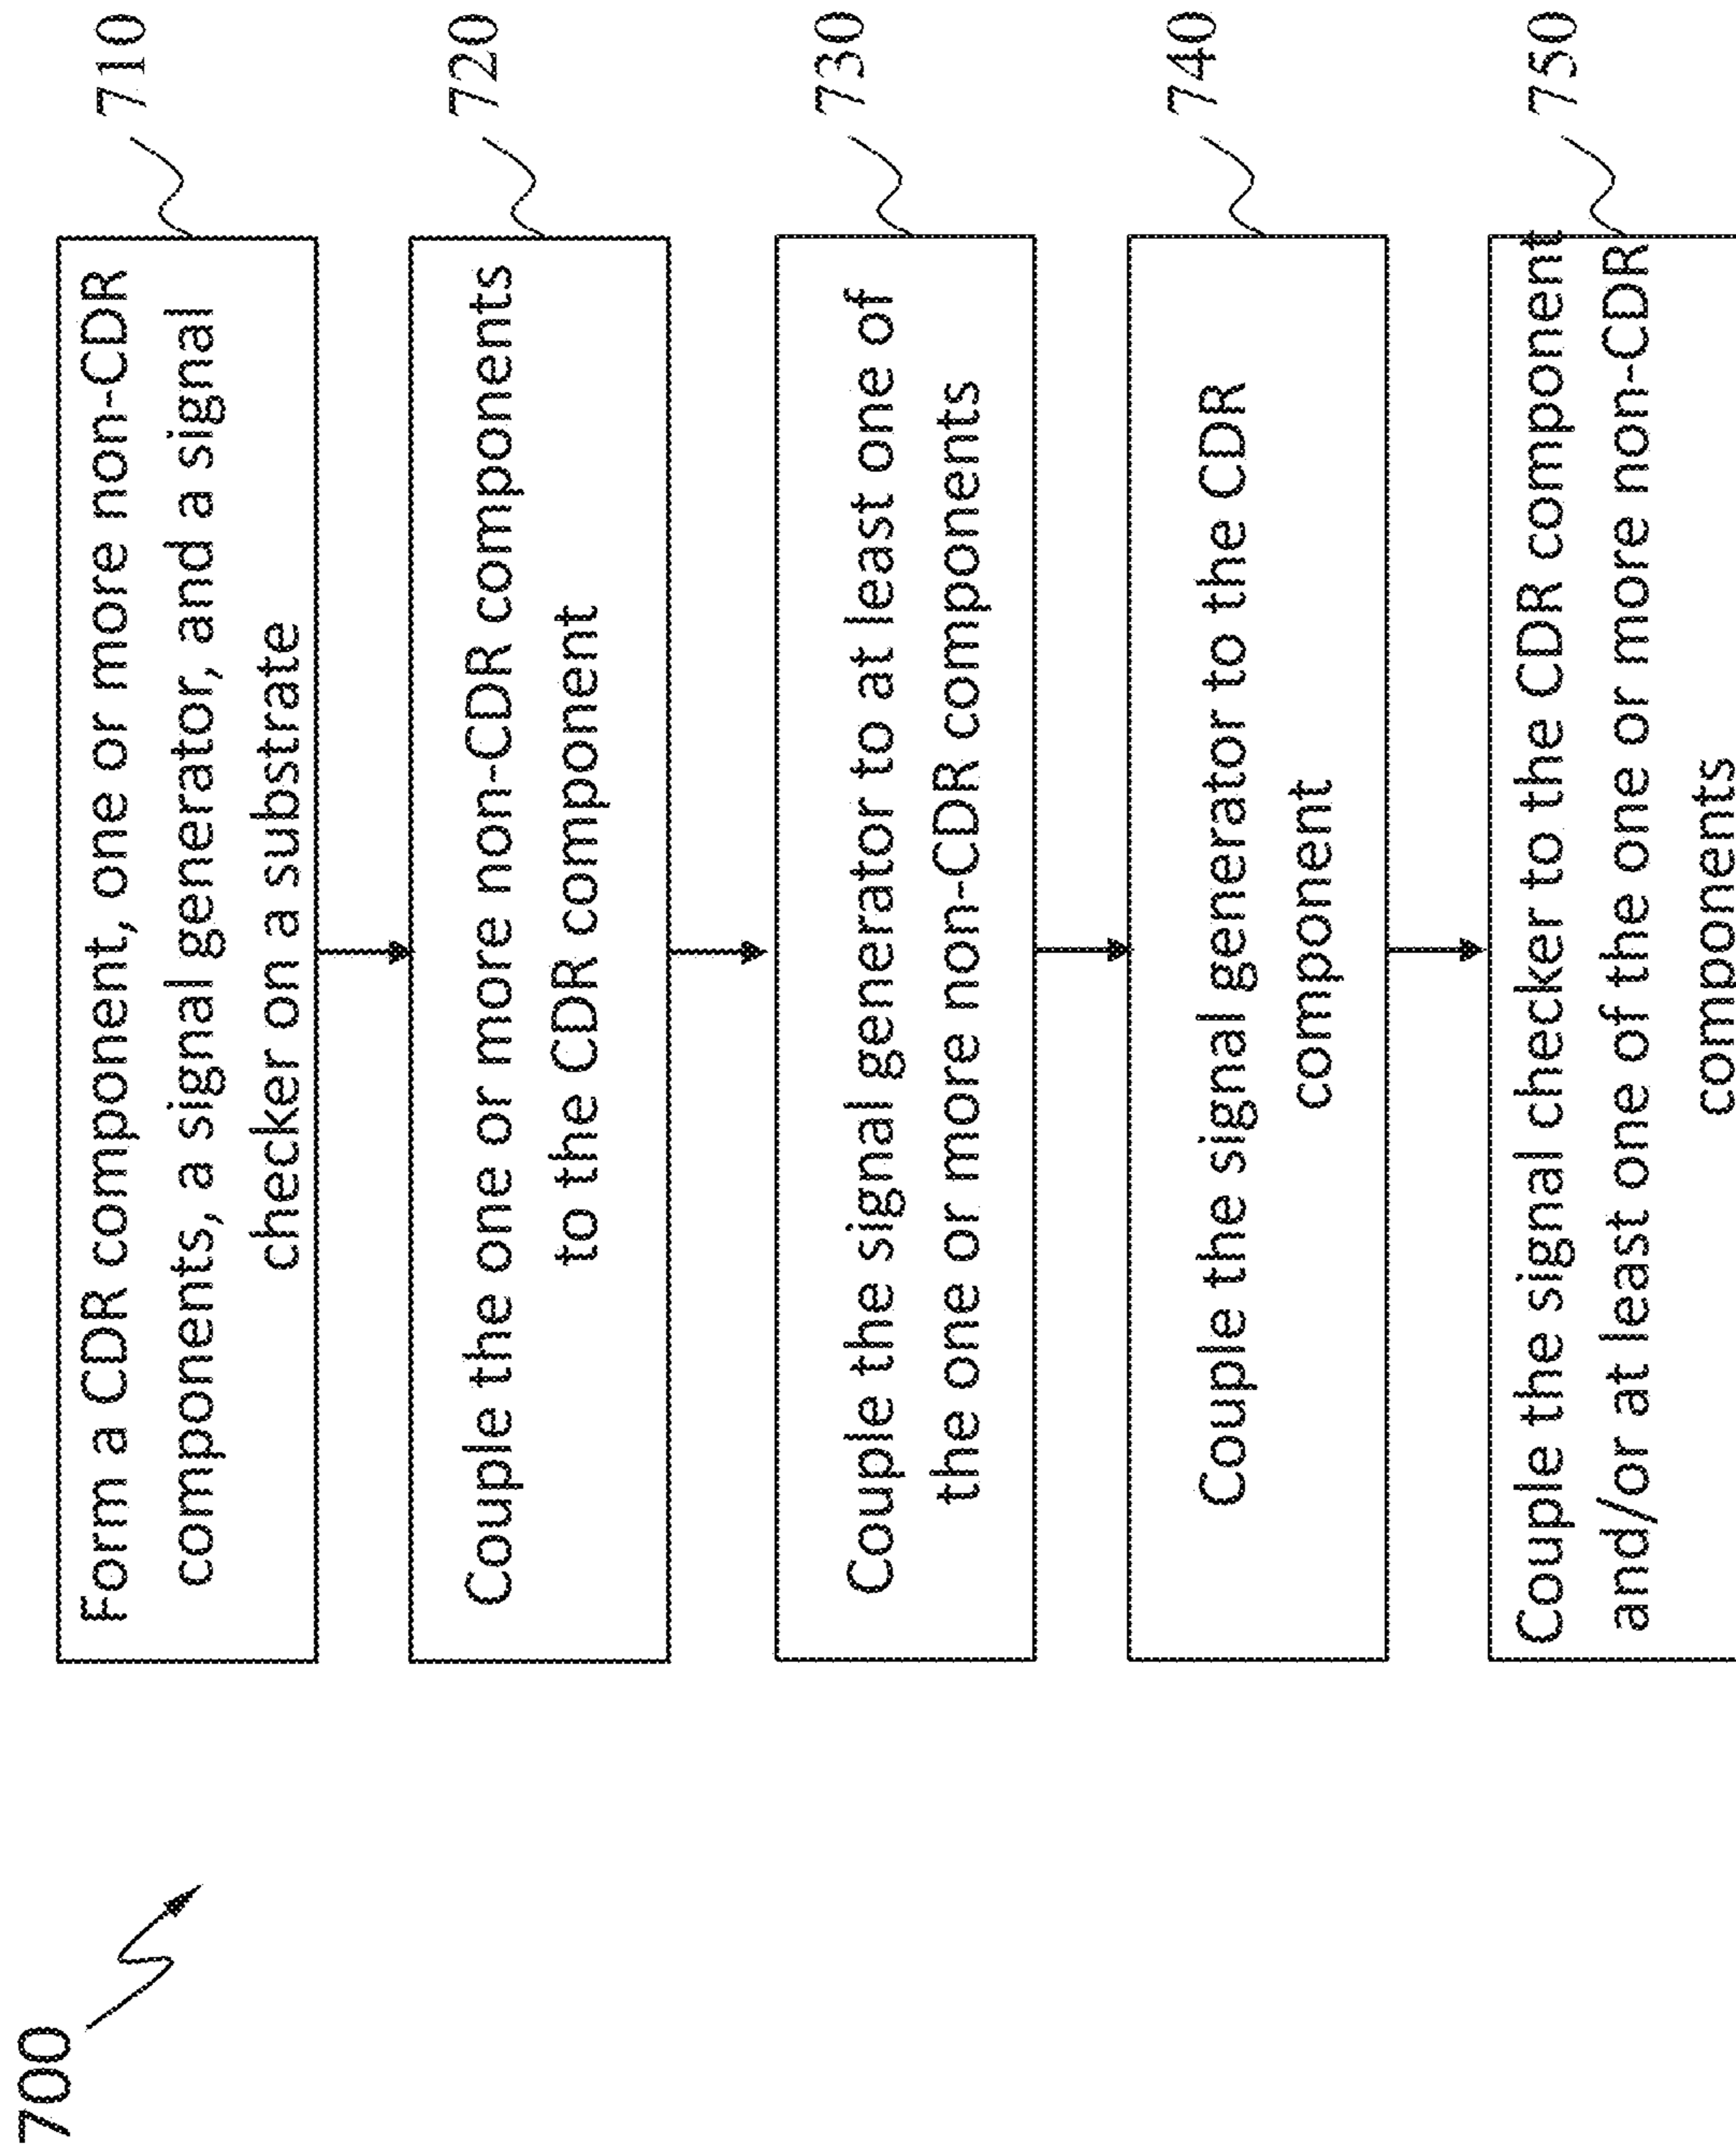 700
Form a CDR component, one or more non-CDR
components, a signal generator, and a signal
checker on a substrate
710
Couple the one or more non-CDR components
to the CDR component
720
Couple the signal generator to at least one of
the one or more non-CDR components
730
Couple the signal generator to the CDR
component
740
Couple the signal checker to the CDR component
and/or at least one of the one or more non-CDR
components
750